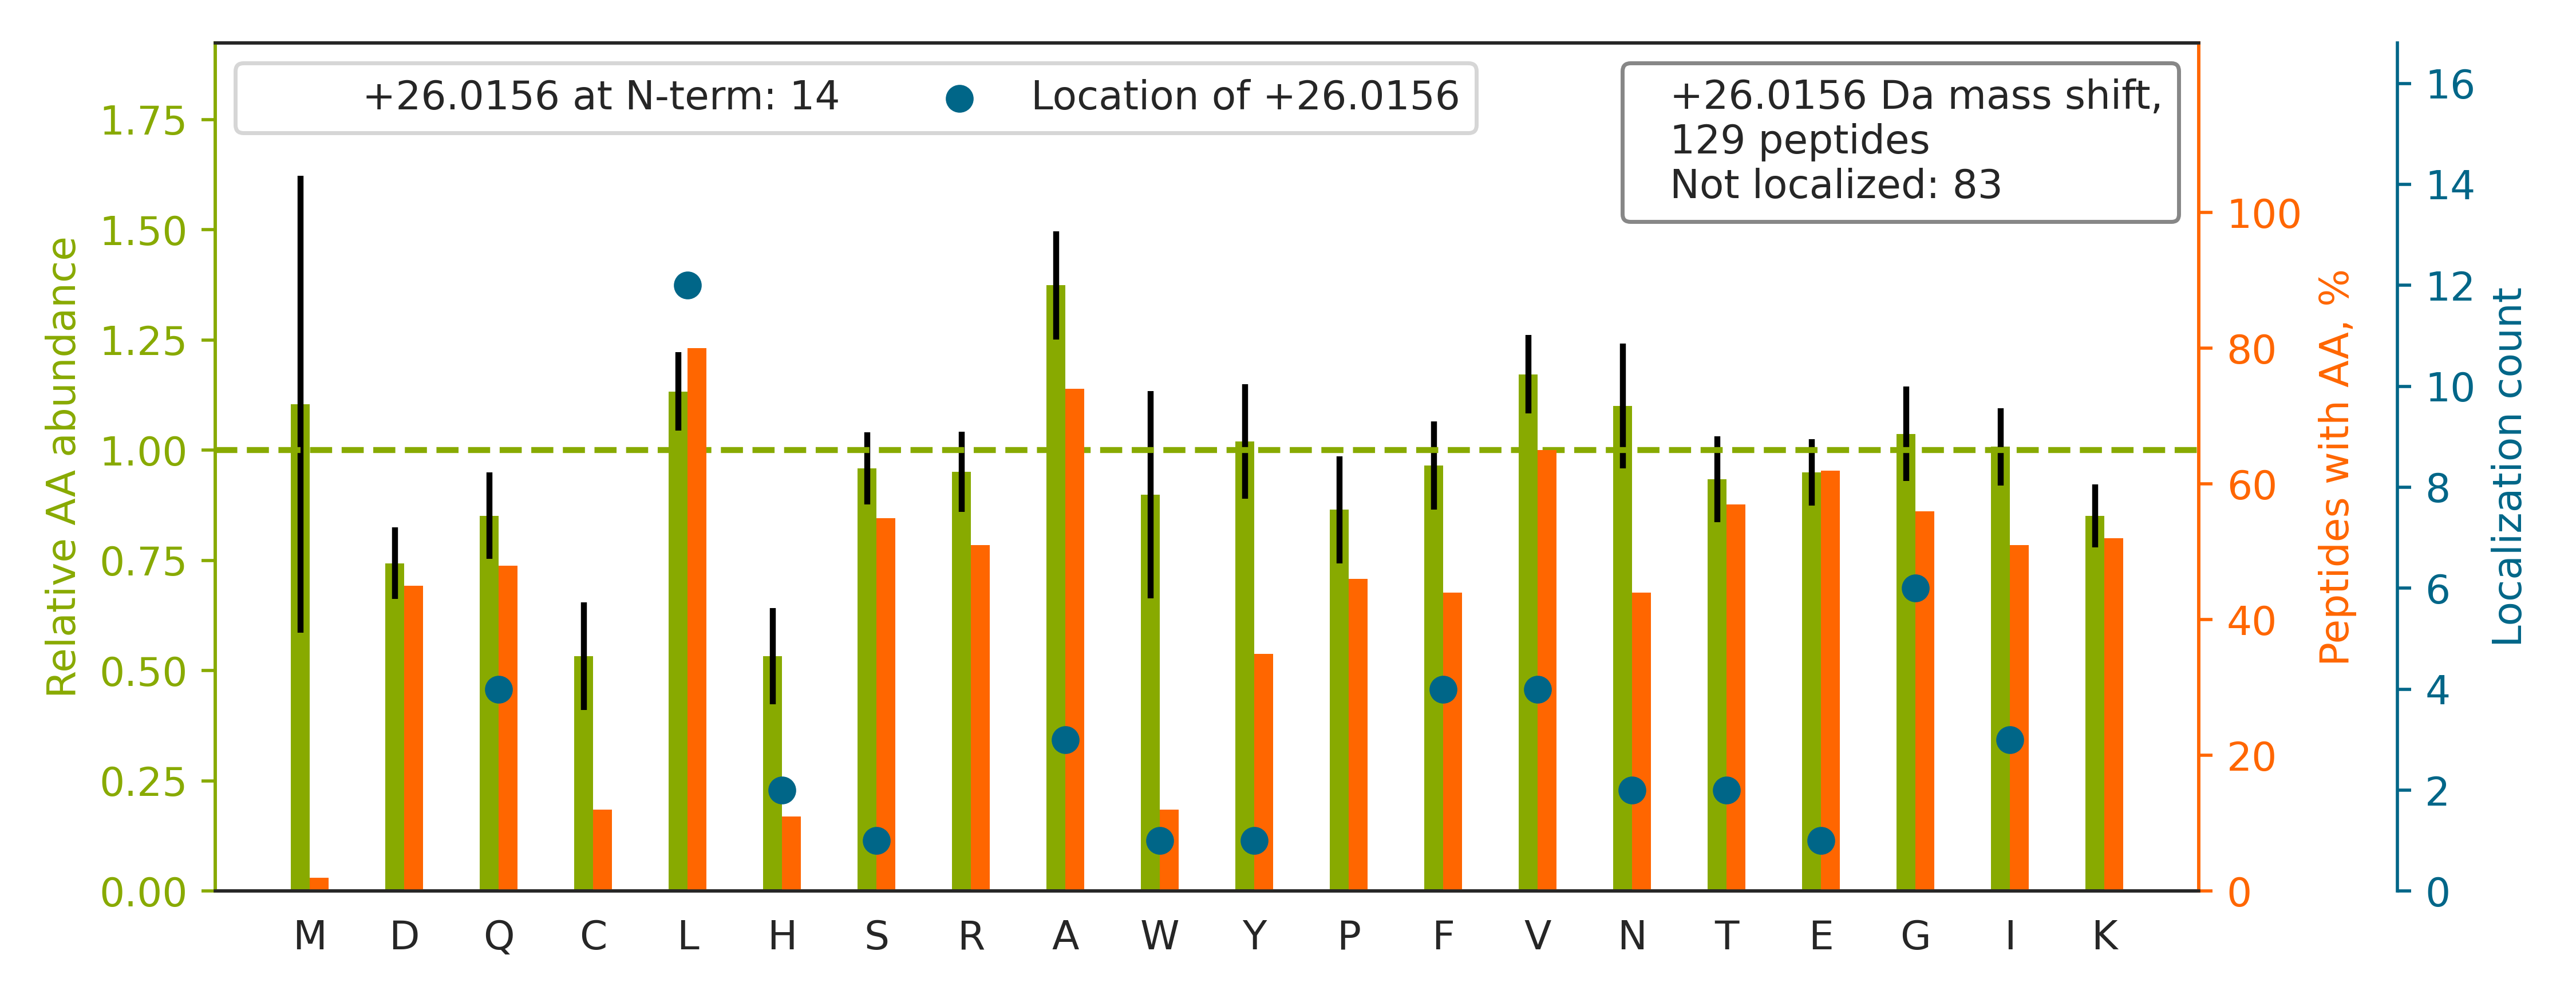 +26.0156 at N-term: 14
Location of +26.0156
+26.0156 Da mass shift,
129 peptides
Not localized: 83
Relative AA abundance
1.75
1.50
1.25
1.00
0.75
0.50
0.25
0.00
M D Q C L H S R A W Y P F V N T E G I K
100
80
60
40
20
0
Peptides with AA, %
16
14
12
10
8
6
4
2
0
Localization count